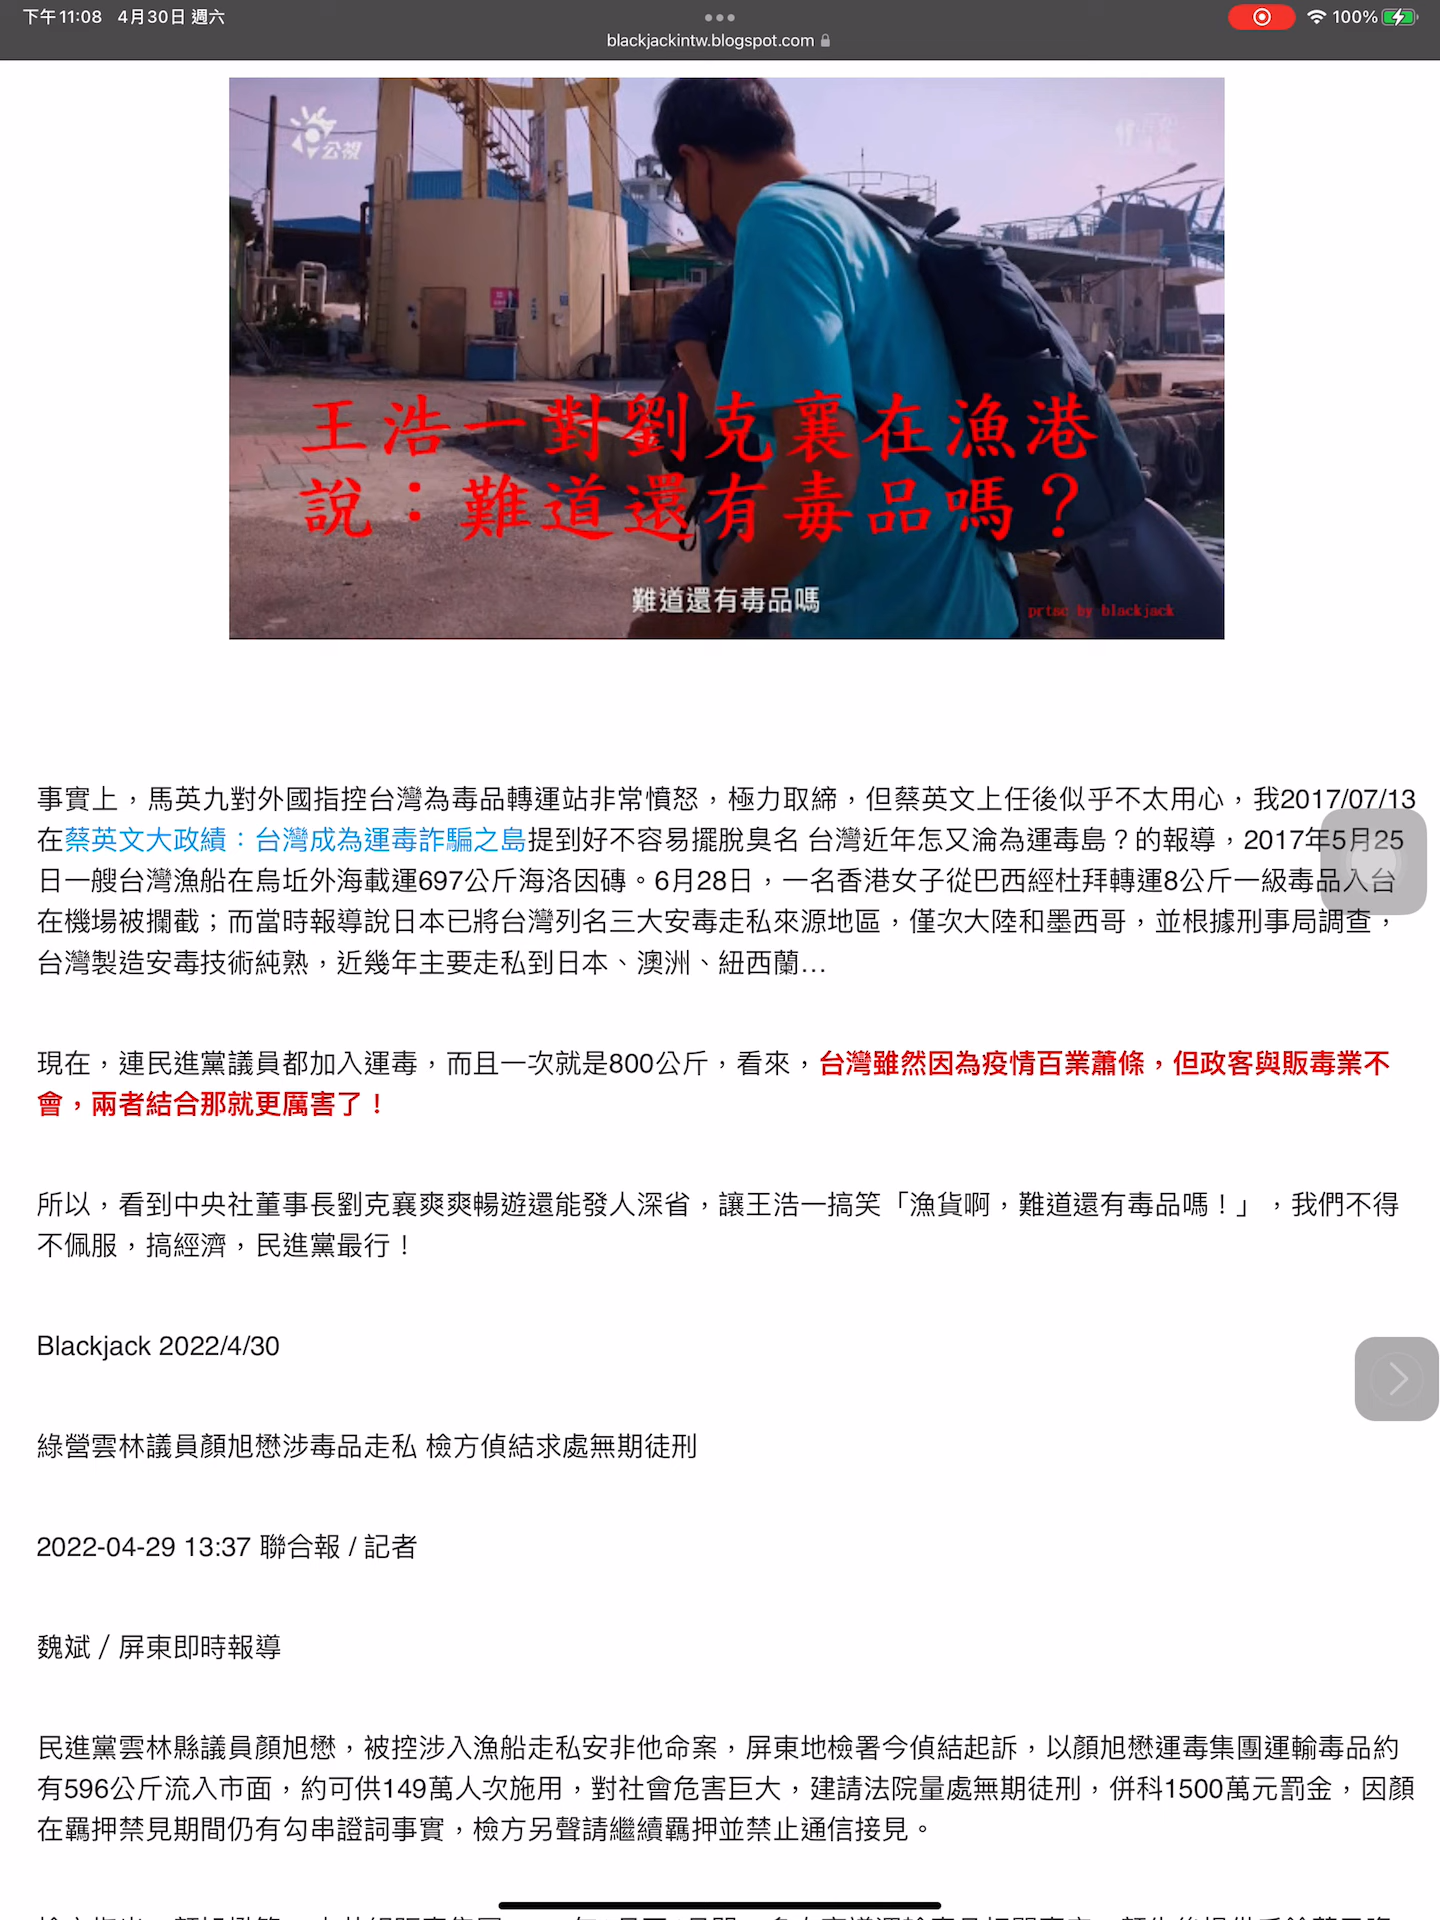 下午11:08 4月30日 週六
100%
blackjackintw.blogspot.com
公視
王浩一對劉克襄在漁港
說：難道還有毒品嗎？
難道還有毒品嗎
prtsc by blackjack
事實上，馬英九對外國指控台灣為毒品轉運站非常憤怒，極力取締，但蔡英文上任後似乎不太用心，我2017/07/13
在蔡英文大政績：台灣成為運毒詐騙之島提到好不容易擺脫臭名 台灣近年怎又淪為運毒島？的報導，2017年5月25
日一艘台灣漁船在烏坵外海載運697公斤海洛因磚。6月28日，一名香港女子從巴西經杜拜轉運8公斤一級毒品入台
在機場被攔截；而當時報導說日本已將台灣列名三大安毒走私來源地區，僅次大陸和墨西哥，並根據刑事局調查，
台灣製造安毒技術純熟，近幾年主要走私到日本、澳洲、紐西蘭…
現在，連民進黨議員都加入運毒，而且一次就是800公斤，看來，台灣雖然因為疫情百業蕭條，但政客與販毒業不
會，兩者結合那就更厲害了！
所以，看到中央社董事長劉克襄爽爽暢遊還能發人深省，讓王浩一搞笑「漁貨啊，難道還有毒品嗎！」，我們不得
不佩服，搞經濟，民進黨最行！
Blackjack 2022/4/30
綠營雲林議員顏旭懋涉毒品走私 檢方偵結求處無期徒刑
2022-04-29 13:37 聯合報 / 記者
魏斌 / 屏東即時報導
民進黨雲林縣議員顏旭懋，被控涉入漁船走私安非他命案，屏東地檢署今偵結起訴，以顏旭懋運毒集團運輸毒品約
有596公斤流入市面，約可供149萬人次施用，對社會危害巨大，建請法院量處無期徒刑，併科1500萬元罰金，因顏
在羈押禁見期間仍有勾串證詞事實，檢方另聲請繼續羈押並禁止通信接見。